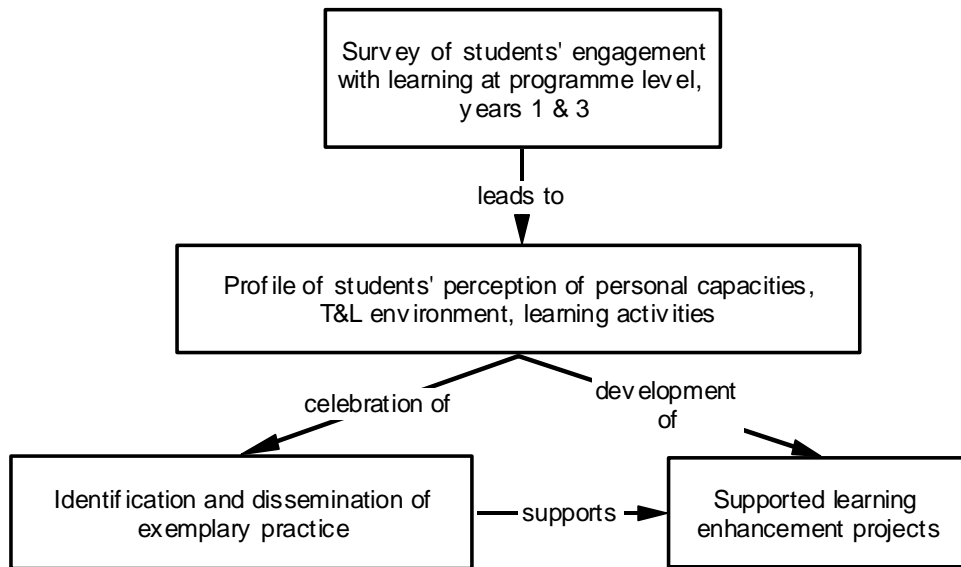 Survey of students' engagement
with learning at programme level,
years 1 & 3
leads to
Profile of students' perception of personal capacities,
T&L environment, learning activities
celebration of
development
of
Identification and dissemination of
exemplary practice
supports
Supported learning
enhancement projects